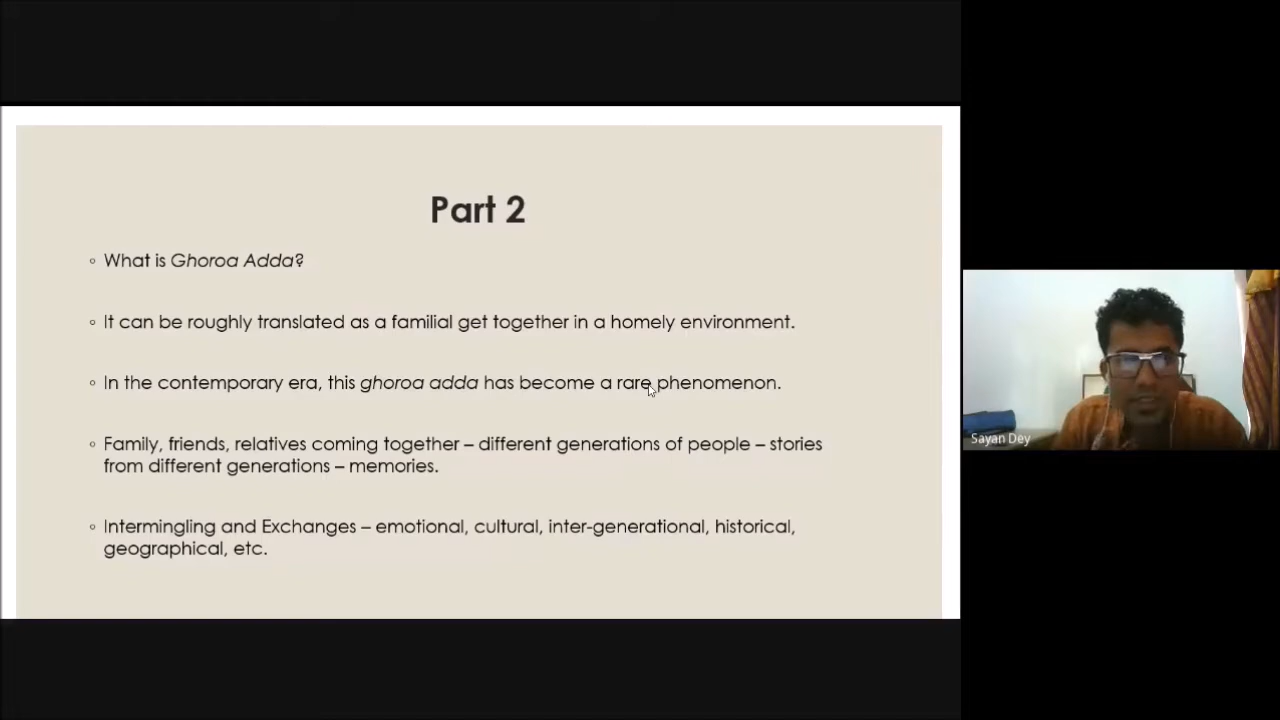 Part 2
What is Ghoroa Adda?
It can be roughly translated as a familial get together in a homely environment.
In the contemporary era, this ghoroa adda has become a rare phenomenon.
Family, friends, relatives coming together – different generations of people – stories
from different generations – memories.
Intermingling and Exchanges – emotional, cultural, inter-generational, historical,
geographical, etc.
Sayan Dey